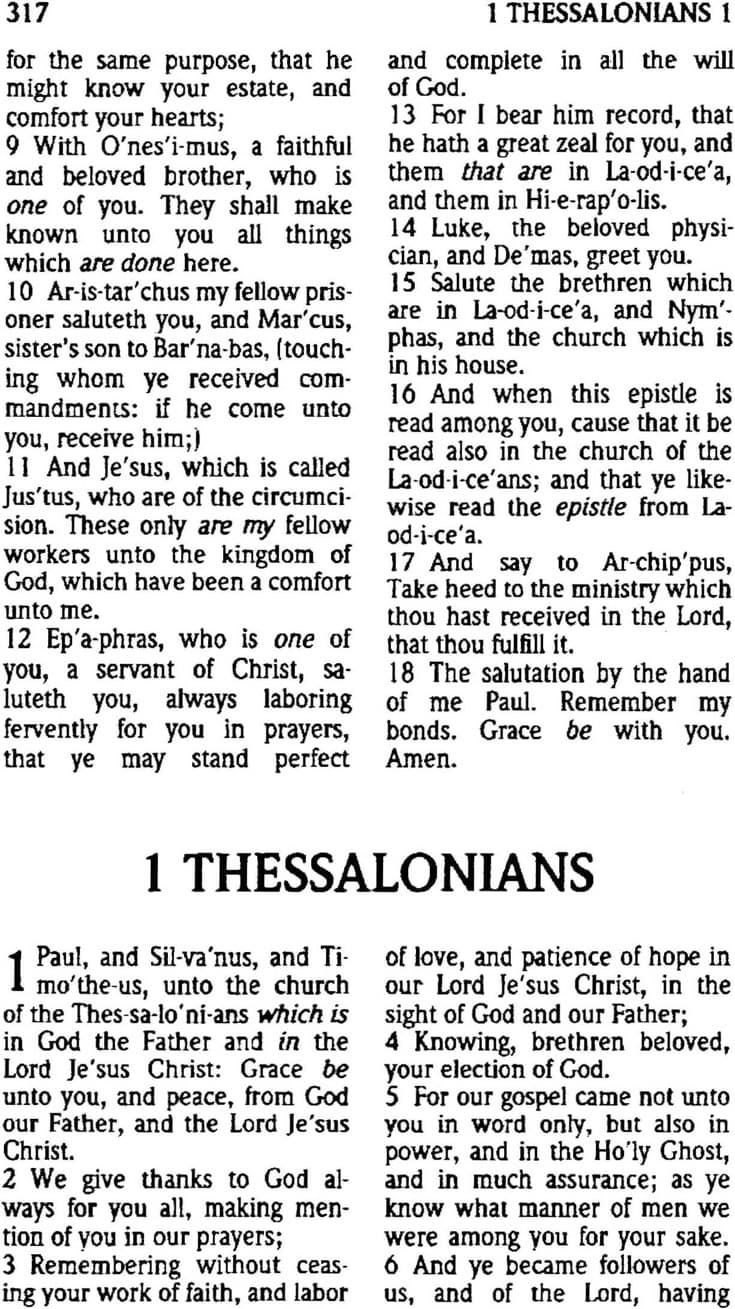 317
1 THESSALONIANS 1
for the same purpose, that he
might know your estate, and
comfort your hearts;
9 With O′nes′i-mus, a faithful
and beloved brother, who is
one of you. They shall make
known unto you all things
which are done here.
10 Ar-is-tar′chus my fellow pris-
oner saluteth you, and Mar′cus,
sister's son to Bar′na-bas, (touch-
ing whom ye received com-
mandments: if he come unto
you, receive him;)
11 And Je′sus, which is called
Jus′tus, who are of the circumci-
sion. These only are my fellow
workers unto the kingdom of
God, which have been a comfort
unto me.
12 Ep′a-phras, who is one of
you, a servant of Christ, sa-
luteth you, always laboring
fervently for you in prayers,
that ye may stand perfect
and complete in all the will
of God.
13 For I bear him record, that
he hath a great zeal for you, and
them that are in La-od-i-ce′a,
and them in Hi-e-rap′o-lis.
14 Luke, the beloved physi-
cian, and De′mas, greet you.
15 Salute the brethren which
are in La-od-i-ce′a, and Nym′-
phas, and the church which is
in his house.
16 And when this epistle is
read among you, cause that it be
read also in the church of the
La-od-i-ce′ans; and that ye like-
wise read the epistle from La-
od-i-ce′a.
17 And say to Ar-chip′pus,
Take heed to the ministry which
thou hast received in the Lord,
that thou fulfill it.
18 The salutation by the hand
of me Paul. Remember my
bonds. Grace be with you.
Amen.
1 THESSALONIANS
1 Paul, and Sil-va′nus, and Ti-
mo′the-us, unto the church
of the Thes-sa-lo′ni-ans which is
in God the Father and in the
Lord Je′sus Christ: Grace be
unto you, and peace, from God
our Father, and the Lord Je′sus
Christ.
2 We give thanks to God al-
ways for you all, making men-
tion of you in our prayers;
3 Remembering without ceas-
ing your work of faith, and labor
of love, and patience of hope in
our Lord Je′sus Christ, in the
sight of God and our Father;
4 Knowing, brethren beloved,
your election of God.
5 For our gospel came not unto
you in word only, but also in
power, and in the Ho′ly Ghost,
and in much assurance; as ye
know what manner of men we
were among you for your sake.
6 And ye became followers of
us, and of the Lord, having